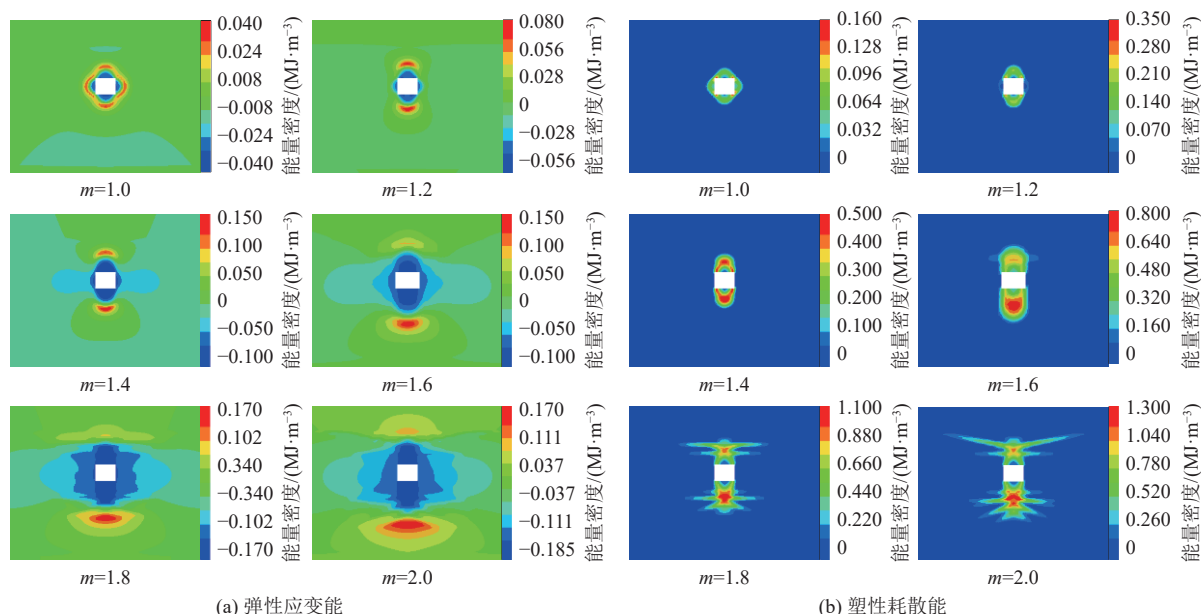 0.040
0.024
0.008
−0.008
−0.024
−0.040
能量密度/(MJ·m⁻³)
m=1.0
0.080
0.056
0.028
0
−0.028
−0.056
能量密度/(MJ·m⁻³)
m=1.2
0.160
0.128
0.096
0.064
0.032
0
能量密度/(MJ·m⁻³)
m=1.0
0.350
0.280
0.210
0.140
0.070
0
能量密度/(MJ·m⁻³)
m=1.2
0.150
0.100
0.050
0
−0.050
−0.100
能量密度/(MJ·m⁻³)
m=1.4
0.150
0.100
0.050
0
−0.050
−0.100
能量密度/(MJ·m⁻³)
m=1.6
0.500
0.400
0.300
0.200
0.100
0
能量密度/(MJ·m⁻³)
m=1.4
0.800
0.640
0.480
0.320
0.160
0
能量密度/(MJ·m⁻³)
m=1.6
0.170
0.102
0.340
−0.340
−0.102
−0.170
能量密度/(MJ·m⁻³)
m=1.8
0.170
0.111
0.037
−0.037
−0.111
−0.185
能量密度/(MJ·m⁻³)
m=2.0
1.100
0.880
0.660
0.440
0.220
0
能量密度/(MJ·m⁻³)
m=1.8
1.300
1.040
0.780
0.520
0.260
0
能量密度/(MJ·m⁻³)
m=2.0
(a) 弹性应变能
(b) 塑性耗散能